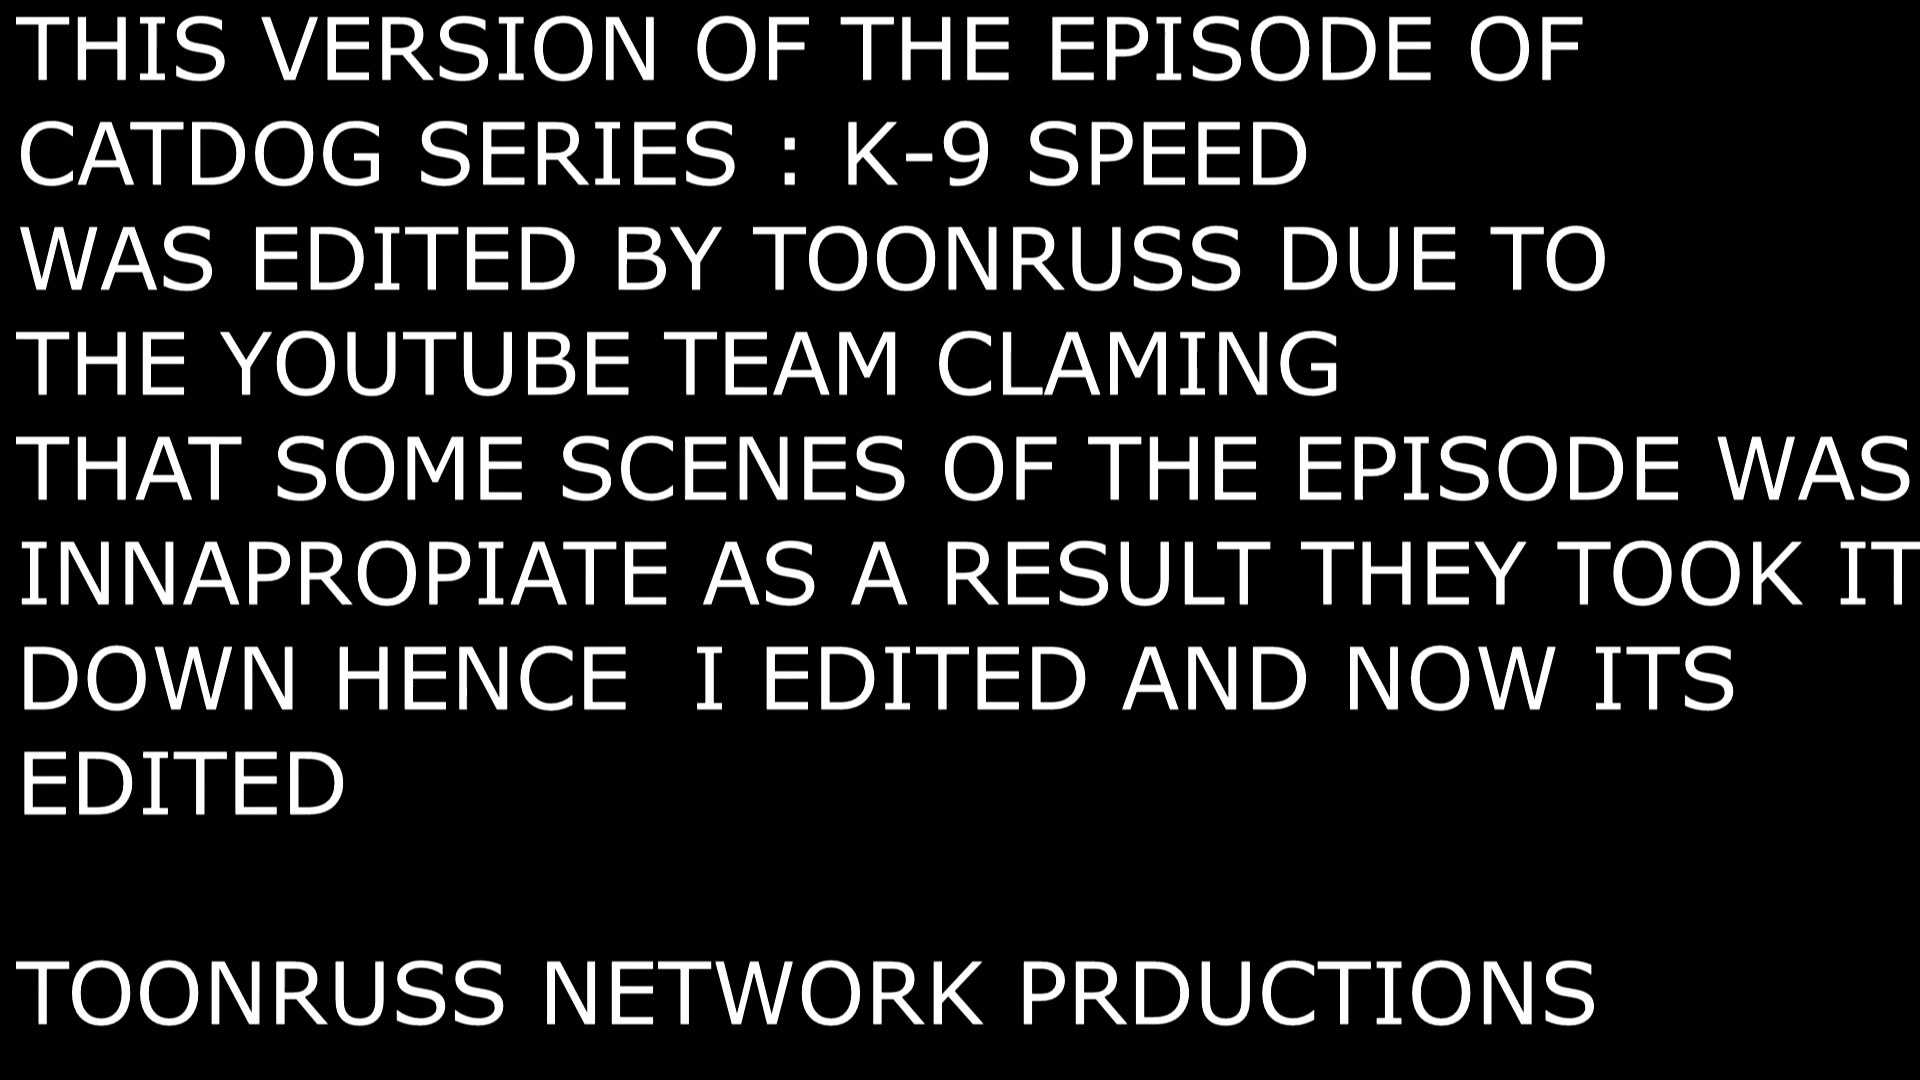 THIS VERSION OF THE EPISODE OF
CATDOG SERIES : K-9 SPEED
WAS EDITED BY TOONRUSS DUE TO
THE YOUTUBE TEAM CLAMING
THAT SOME SCENES OF THE EPISODE WAS
INNAPROPIATE AS A RESULT THEY TOOK IT
DOWN HENCE  I EDITED AND NOW ITS
EDITED
TOONRUSS NETWORK PRDUCTIONS